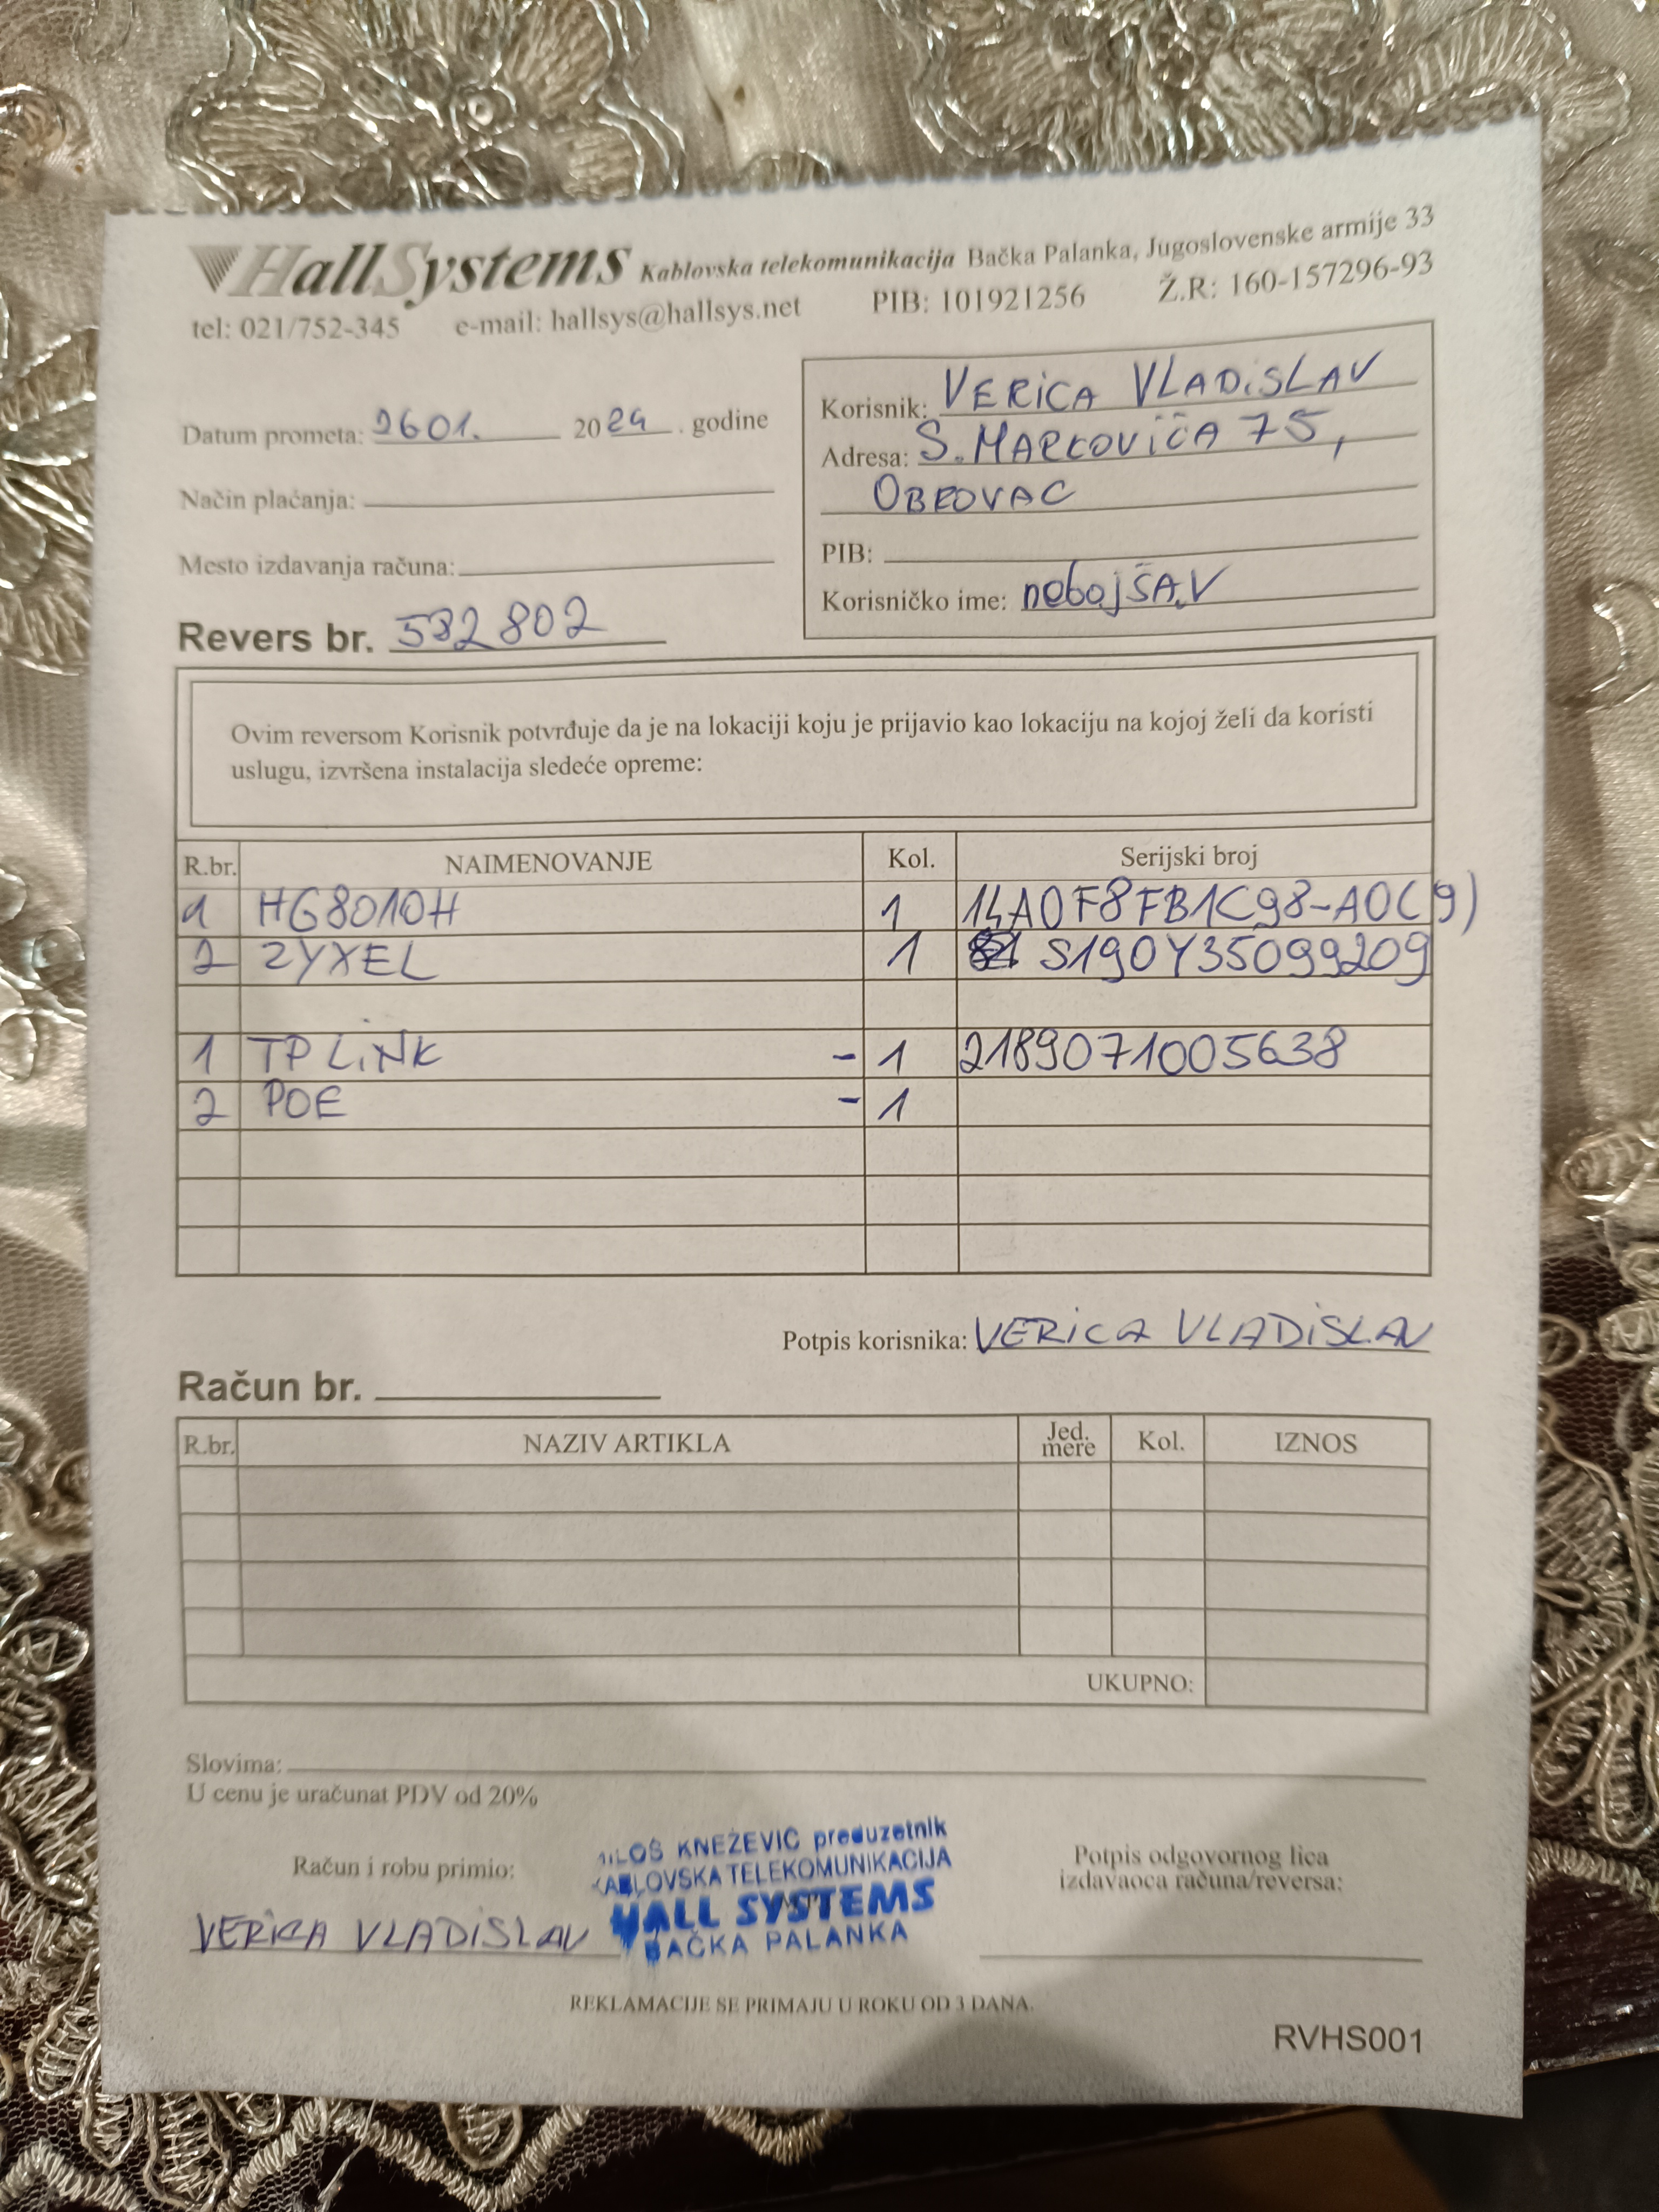 HallSystems Kablovska telekomunikacija Bačka Palanka, Jugoslovenske armije 33
tel: 021/752-345 e-mail: hallsys@hallsys.net PIB: 101921256 Ž.R: 160-157296-93
Datum prometa: 2601. 2024. godine
Način plaćanja:
Mesto izdavanja računa:
Revers br. 532802
Korisnik: VERICA VLADISLAV
Adresa: S. MARKOVIĆA 75,
OBROVAC
PIB:
Korisničko ime: nebojšA.V
Ovim reversom Korisnik potvrđuje da je na lokaciji koju je prijavio kao lokaciju na kojoj želi da koristi
uslugu, izvršena instalacija sledeće opreme:
R.br. NAIMENOVANJE Kol. Serijski broj
1 HG8010H 1 14A0F8FB1C98-A0(9)
2 ZYXEL 1 S190Y35099209
1 TP LINK - 1 2189071005638
2 POE - 1
Potpis korisnika: VERICA VLADISLAV
Račun br.
R.br. NAZIV ARTIKLA Jed. mere Kol. IZNOS
UKUPNO:
Slovima:
U cenu je uračunat PDV od 20%
Račun i robu primio:
VERICA VLADISLAV
MILOŠ KNEŽEVIĆ preduzetnik
KABLOVSKA TELEKOMUNIKACIJA
HALL SYSTEMS
BAČKA PALANKA
Potpis odgovornog lica
izdavaoca računa/reversa:
REKLAMACIJE SE PRIMAJU U ROKU OD 3 DANA.
RVHS001